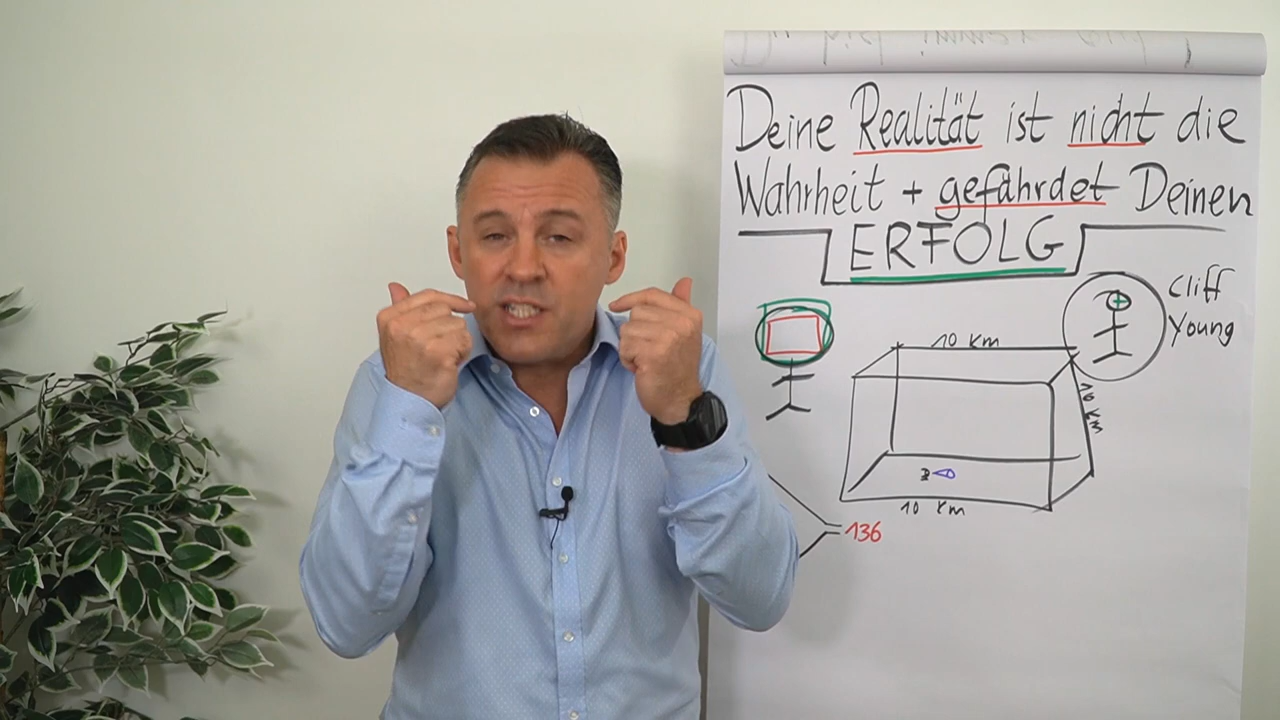 Deine Realität ist nicht die
Wahrheit + gefährdet Deinen
ERFOLG
Cliff
Young
10 Km
10 Km
10 Km
136